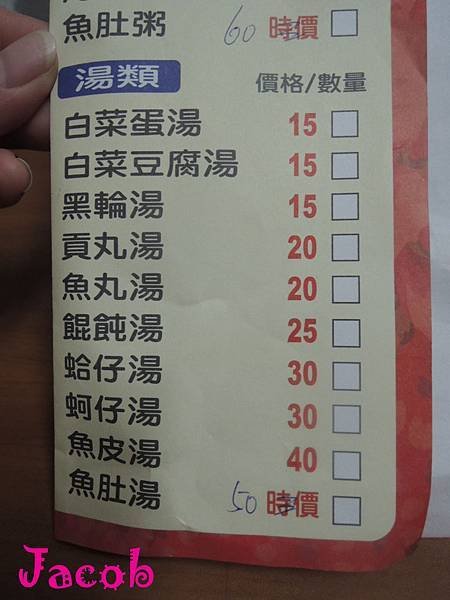 魚肚粥 60 時價
湯類 價格/數量
白菜蛋湯 15
白菜豆腐湯 15
黑輪湯 15
貢丸湯 20
魚丸湯 20
餛飩湯 25
蛤仔湯 30
蚵仔湯 30
魚皮湯 40
魚肚湯 50 時價
Jacob